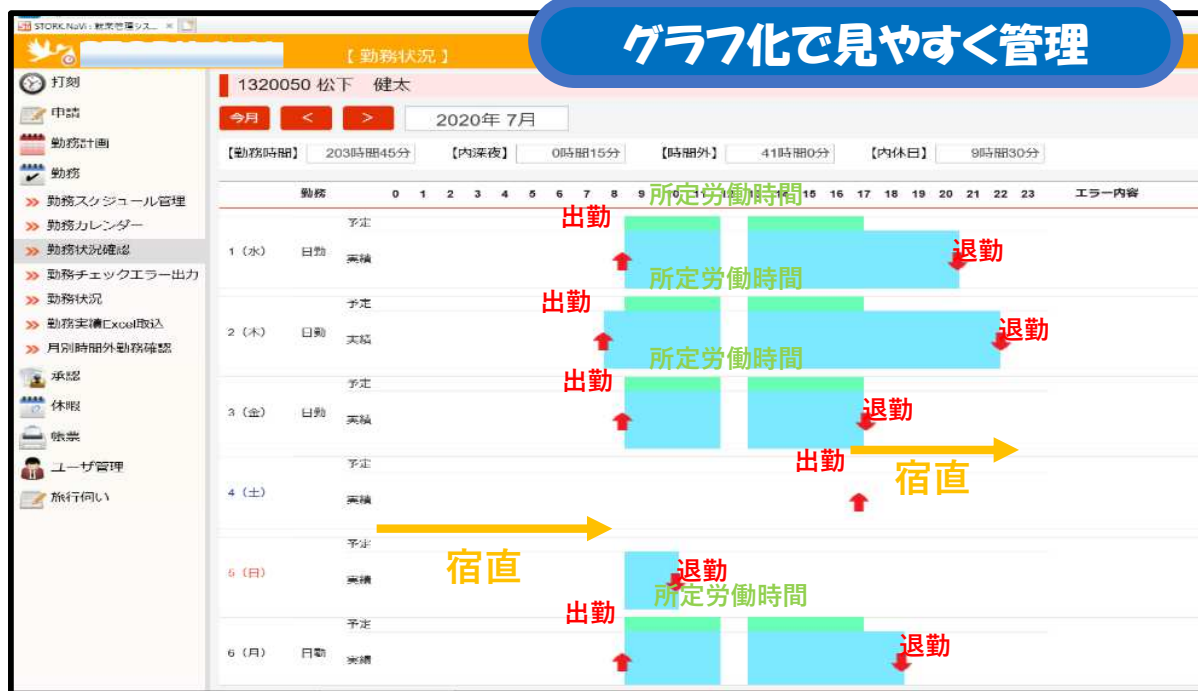 STORK.NaVi:就業管理シス...
グラフ化で見やすく管理
【勤務状況】
打刻
申請
勤務計画
勤務
勤務スケジュール管理
勤務カレンダー
勤務状況確認
勤務チェックエラー出力
勤務状況
勤務実績Excel取込
月別時間外勤務確認
承認
休暇
帳票
ユーザ管理
旅行伺い
1320050 松下 健太
今月 < > 2020年 7月
【勤務時間】 203時間45分 【内深夜】 0時間15分 【時間外】 41時間0分 【内休日】 9時間30分
勤務 0 1 2 3 4 5 6 7 8 9 10 11 12 13 14 15 16 17 18 19 20 21 22 23 エラー内容
所定労働時間
予定
出勤
1 (水) 日勤 実績
退勤
所定労働時間
予定
出勤
2 (木) 日勤 実績
退勤
所定労働時間
予定
出勤
3 (金) 日勤 実績
退勤
予定
出勤
宿直
4 (土) 実績
予定
宿直
5 (日) 実績
退勤
所定労働時間
予定
出勤
6 (月) 日勤 実績
退勤